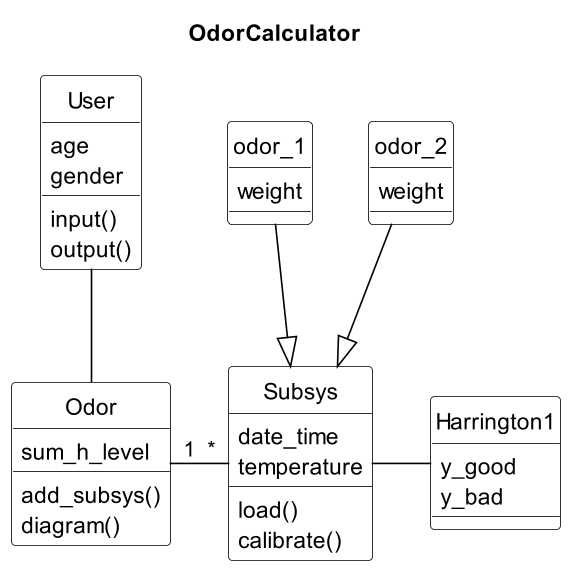 OdorCalculator
User
age
gender
input()
output()
odor_1
weight
odor_2
weight
Odor
sum_h_level
add_subsys()
diagram()
1 *
Subsys
date_time
temperature
load()
calibrate()
Harrington1
y_good
y_bad